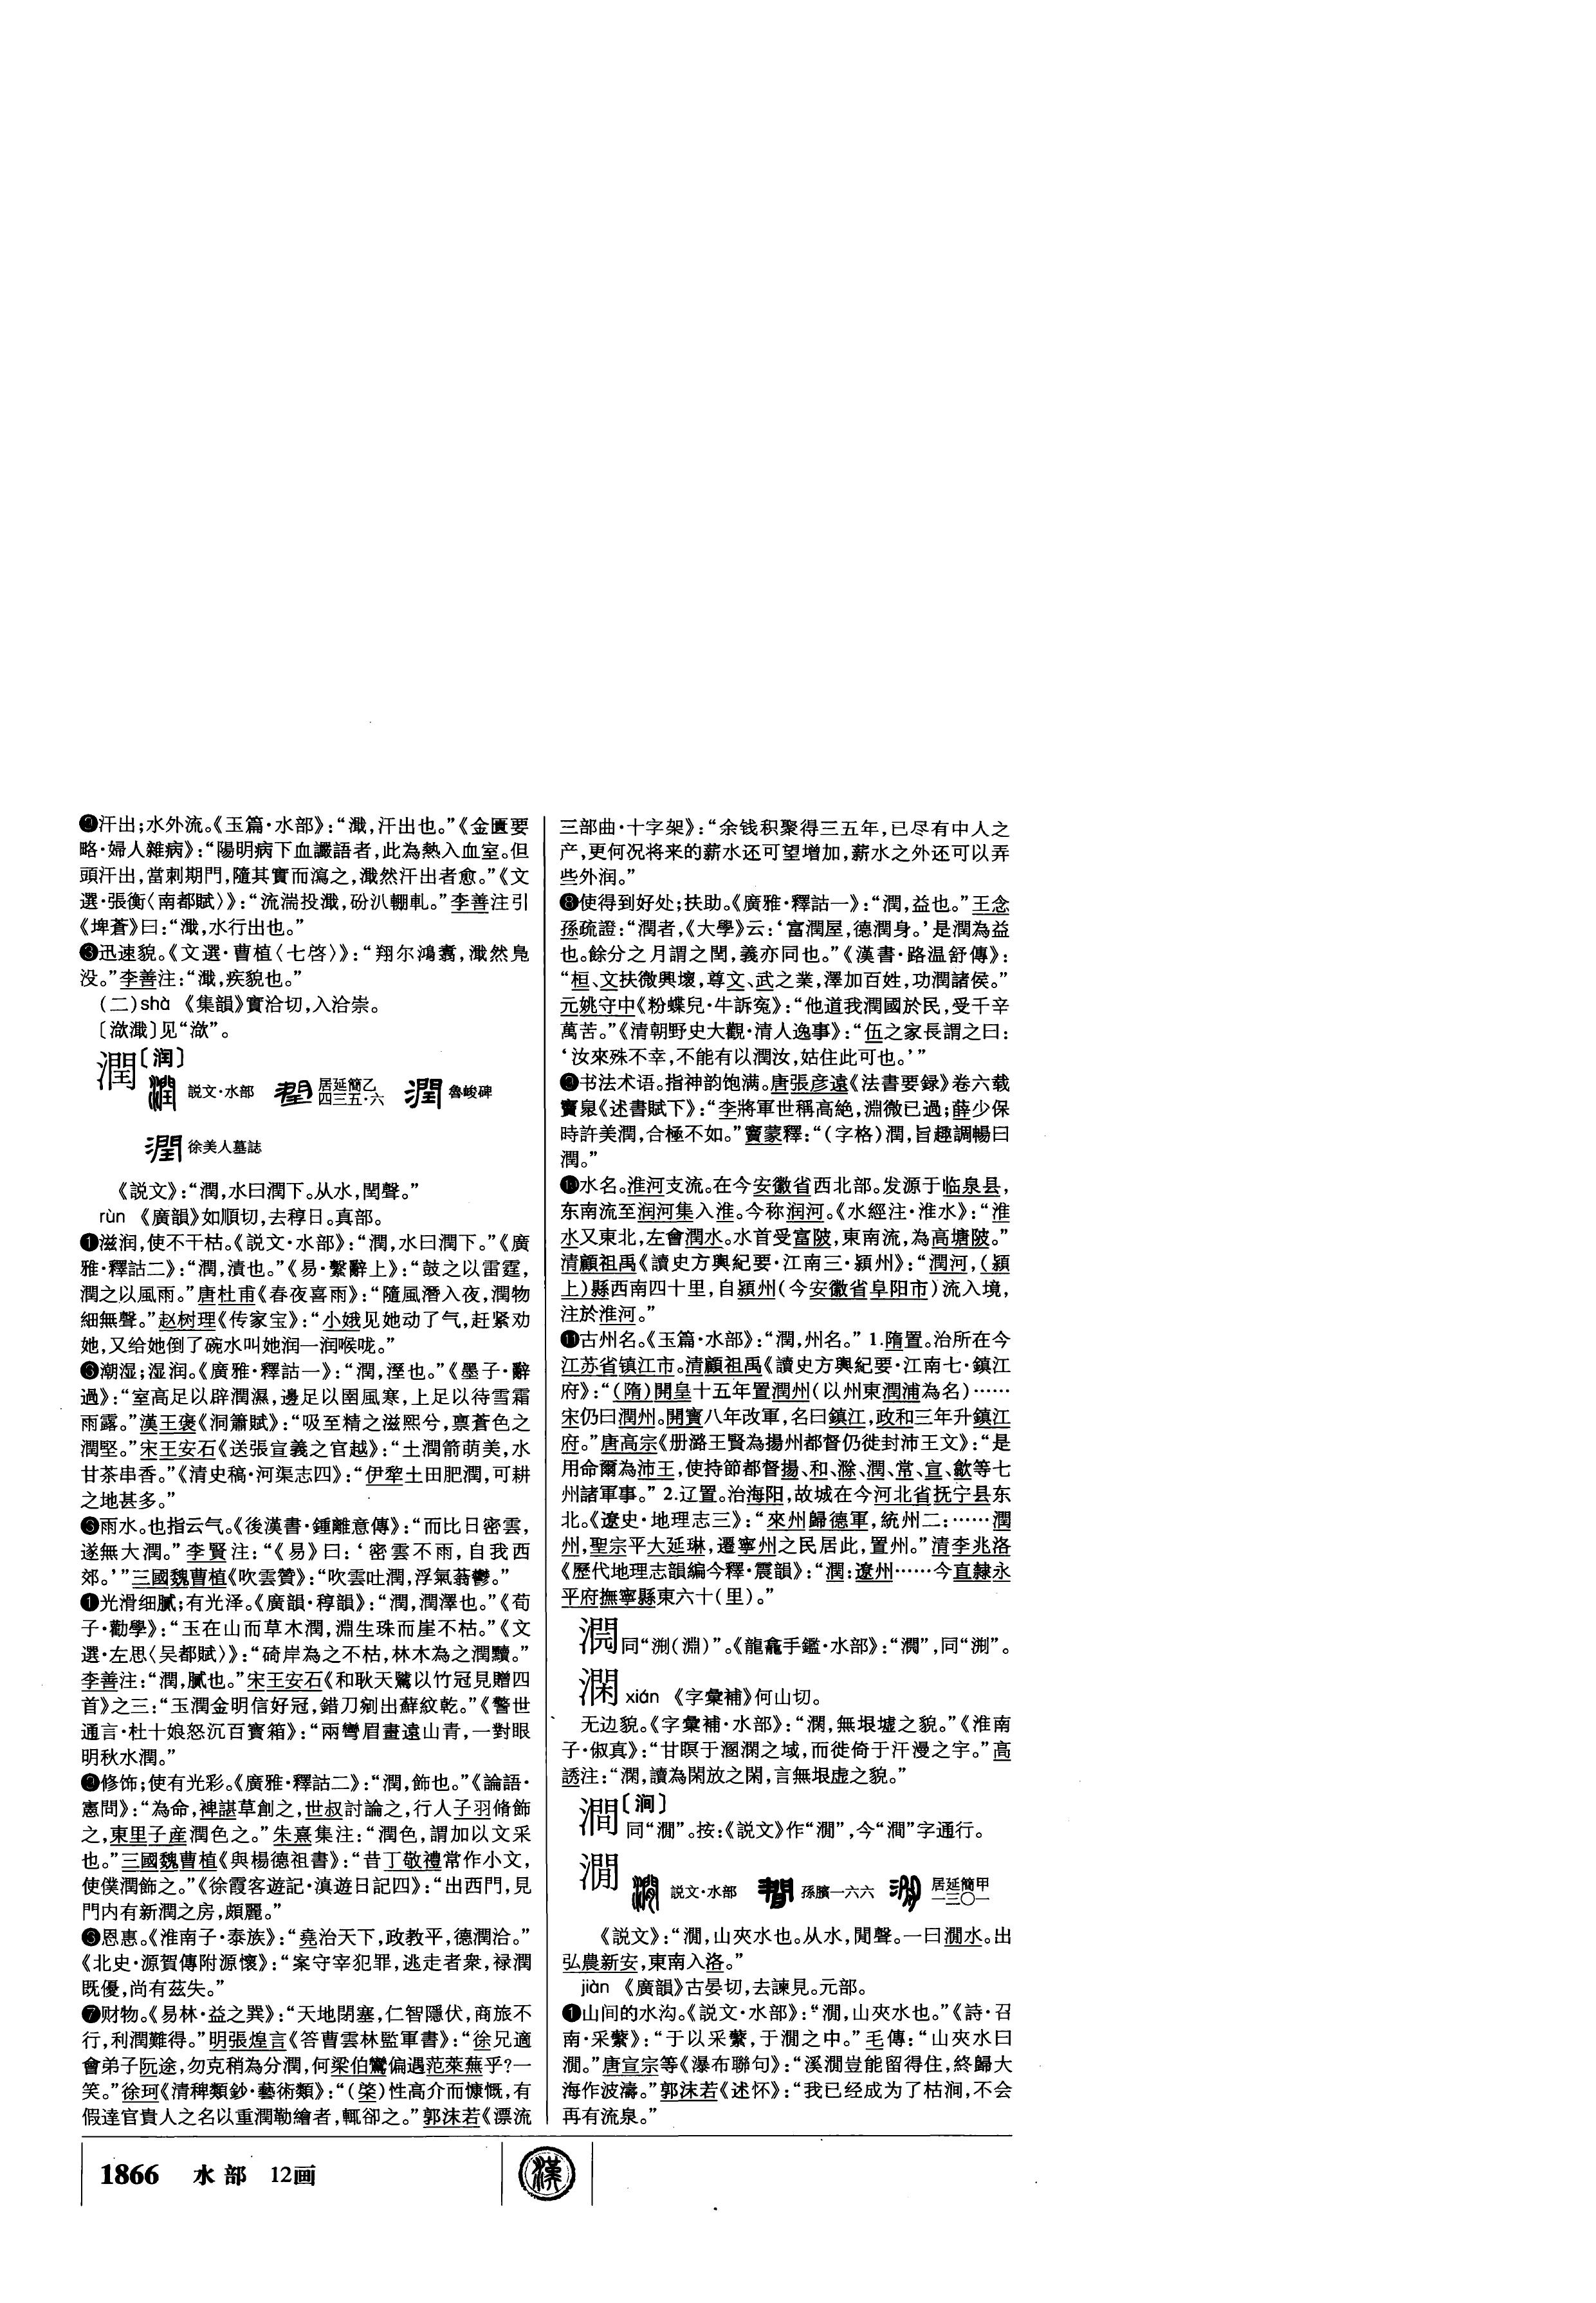 ❷汗出；水外流。《玉篇·水部》：“濈，汗出也。”《金匱要
略·婦人雜病》：“陽明病下血讝語者，此為熱入血室。但
頭汗出，當刺期門，隨其實而瀉之，濈然汗出者愈。”《文
選·張衡〈南都賦〉》：“流湍投濈，砏汃輣軋。”李善注引
《埤蒼》曰：“濈，水行出也。”
❸迅速貌。《文選·曹植〈七啓〉》：“翔尔鴻翥，濈然鳧
没。”李善注：“濈，疾貌也。”
（二）shà 《集韻》實洽切，入洽崇。
〔潝濈〕见“潝”。
潤〔润〕
説文·水部 居延簡乙四三五·六 魯峻碑
徐美人墓誌
《説文》：“潤，水曰潤下。从水，閏聲。”
rùn 《廣韻》如順切，去稕日。真部。
❶滋润，使不干枯。《説文·水部》：“潤，水曰潤下。”《廣
雅·釋詁二》：“潤，漬也。”《易·繫辭上》：“鼓之以雷霆，
潤之以風雨。”唐杜甫《春夜喜雨》：“隨風潛入夜，潤物
細無聲。”赵树理《传家宝》：“小娥见她动了气，赶紧劝
她，又给她倒了碗水叫她润一润喉咙。”
潮湿；湿润。《廣雅·釋詁一》：“潤，溼也。”《墨子·辭
過》：“室高足以辟潤濕，邊足以圉風寒，上足以待雪霜
雨露。”漢王褒《洞簫賦》：“吸至精之滋熙兮，禀蒼色之
潤堅。”宋王安石《送張宣義之官越》：“土潤箭萌美，水
甘茶串香。”《清史稿·河渠志四》：“伊犂土田肥潤，可耕
之地甚多。”
❸雨水。也指云气。《後漢書·鍾離意傳》：“而比日密雲，
遂無大潤。”李賢注：“《易》曰：‘密雲不雨，自我西
郊。’”三國魏曹植《吹雲贊》：“吹雲吐潤，浮氣蓊鬱。”
光滑细腻；有光泽。《廣韻·稕韻》：“潤，潤澤也。”《荀
子·勸學》：“玉在山而草木潤，淵生珠而崖不枯。”《文
選·左思〈吴都賦〉》：“碕岸為之不枯，林木為之潤黷。”
李善注：“潤，膩也。”宋王安石《和耿天騭以竹冠見贈四
首》之三：“玉潤金明信好冠，錯刀剜出蘚紋乾。”《警世
通言·杜十娘怒沉百寶箱》：“兩彎眉畫遠山青，一對眼
明秋水潤。”
修饰；使有光彩。《廣雅·釋詁二》：“潤，飾也。”《論語·
憲問》：“為命，裨諶草創之，世叔討論之，行人子羽脩飾
之，東里子産潤色之。”朱熹集注：“潤色，謂加以文采
也。”三國魏曹植《與楊德祖書》：“昔丁敬禮常作小文，
使僕潤飾之。”《徐霞客遊記·滇遊日記四》：“出西門，見
門内有新潤之房，頗麗。”
恩惠。《淮南子·泰族》：“堯治天下，政教平，德潤洽。”
《北史·源賀傳附源懷》：“案守宰犯罪，逃走者衆，禄潤
既優，尚有茲失。”
❼财物。《易林·益之巽》：“天地閉塞，仁智隱伏，商旅不
行，利潤難得。”明張煌言《答曹雲林監軍書》：“徐兄適
會弟子阮途，勿克稍為分潤，何梁伯鸞偏遇范萊蕪乎？一
笑。”徐珂《清稗類鈔·藝術類》：“（棨）性高介而慷慨，有
假達官貴人之名以重潤勒繪者，輒卻之。”郭沫若《漂流
三部曲·十字架》：“余钱积聚得三五年，已尽有中人之
产，更何况将来的薪水还可望增加，薪水之外还可以弄
些外润。”
❽使得到好处；扶助。《廣雅·釋詁一》：“潤，益也。”王念
孫疏證：“潤者，《大學》云：‘富潤屋，德潤身。’是潤為益
也。餘分之月謂之閏，義亦同也。”《漢書·路温舒傳》：
“桓、文扶微興壞，尊文、武之業，澤加百姓，功潤諸侯。”
元姚守中《粉蝶兒·牛訴寃》：“他道我潤國於民，受千辛
萬苦。”《清朝野史大觀·清人逸事》：“伍之家長謂之曰：
‘汝來殊不幸，不能有以潤汝，姑住此可也。’”
书法术语。指神韵饱满。唐張彦遠《法書要録》卷六载
竇臮《述書賦下》：“李將軍世稱高絶，淵微已過；薛少保
時許美潤，合極不如。”竇蒙釋：“（字格）潤，旨趣調暢曰
潤。”
水名。淮河支流。在今安徽省西北部。发源于临泉县，
东南流至润河集入淮。今称润河。《水經注·淮水》：“淮
水又東北，左會潤水。水首受富陂，東南流，為高塘陂。”
清顧祖禹《讀史方輿紀要·江南三·潁州》：“潤河，（潁
上）縣西南四十里，自潁州（今安徽省阜阳市）流入境，
注於淮河。”
⓫古州名。《玉篇·水部》：“潤，州名。”1.隋置。治所在今
江苏省镇江市。清顧祖禹《讀史方輿紀要·江南七·鎮江
府》：“（隋）開皇十五年置潤州（以州東潤浦為名）……
宋仍曰潤州。開寶八年改軍，名曰鎮江，政和三年升鎮江
府。”唐高宗《册潞王賢為揚州都督仍徙封沛王文》：“是
用命爾為沛王，使持節都督揚、和、滁、潤、常、宣、歙等七
州諸軍事。”2.辽置。治海阳，故城在今河北省抚宁县东
北。《遼史·地理志三》：“來州歸德軍，統州二：……潤
州，聖宗平大延琳，遷寧州之民居此，置州。”清李兆洛
《歷代地理志韻編今釋·震韻》：“潤：遼州……今直隸永
平府撫寧縣東六十（里）。”
同“渆（淵）”。《龍龕手鑑·水部》：
澖 xián 《字彙補》何山切。
无边貌。《字彙補·水部》：“澖，無垠墟之貌。”《淮南
子·俶真》：“甘瞑于溷澖之域，而徙倚于汗漫之宇。”高
誘注：“澖，讀為閑放之閑，言無垠虚之貌。”
澗〔涧〕
同“㵎”。按：《説文》作“㵎”，今“澗”字通行。
㵎
説文·水部 孫臏一六六 居延簡甲一三〇一
《説文》：“㵎，山夾水也。从水，閒聲。一曰㵎水。出
弘農新安，東南入洛。”
jiàn 《廣韻》古晏切，去諫見。元部。
❶山间的水沟。《説文·水部》：“㵎，山夾水也。”《詩·召
南·采蘩》：“于以采蘩，于㵎之中。”毛傳：“山夾水曰
㵎。”唐宣宗等《瀑布聯句》：“溪㵎豈能留得住，終歸大
海作波濤。”郭沫若《述怀》：“我已经成为了枯涧，不会
再有流泉。”
1866 水部 12画
漢